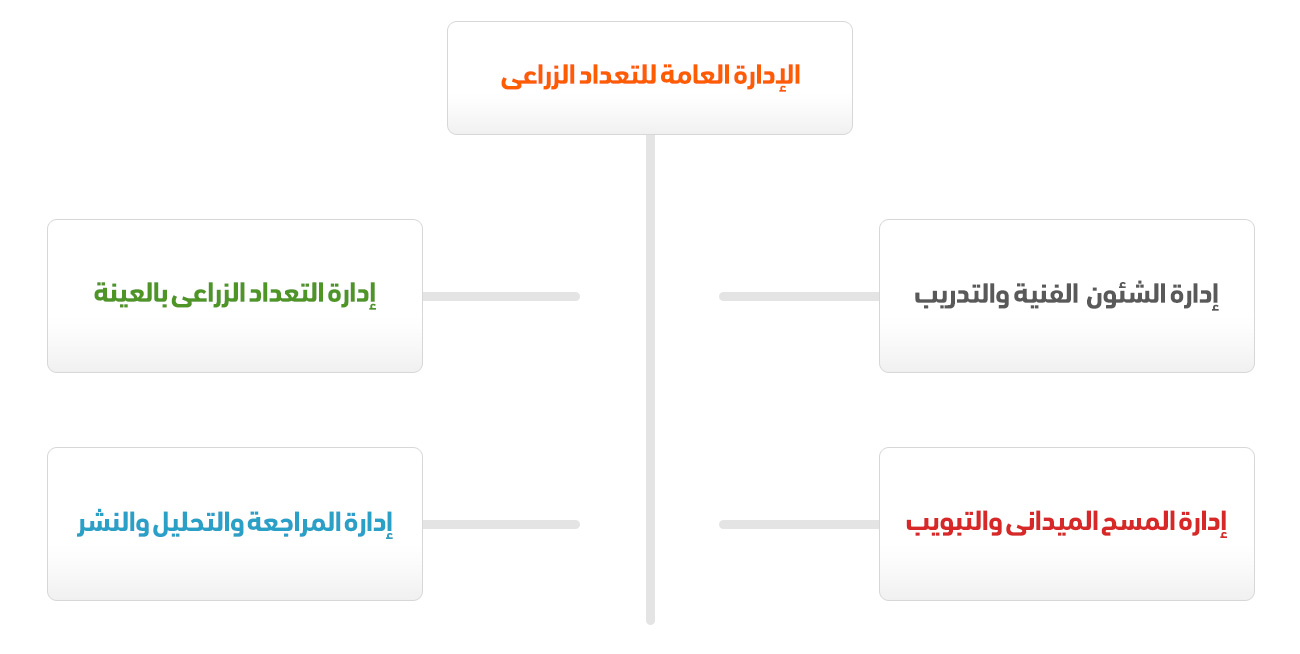 الإدارة العامة للتعداد الزراعى
إدارة الشئون الفنية والتدريب
إدارة التعداد الزراعى بالعينة
إدارة المسح الميدانى والتبويب
إدارة المراجعة والتحليل والنشر